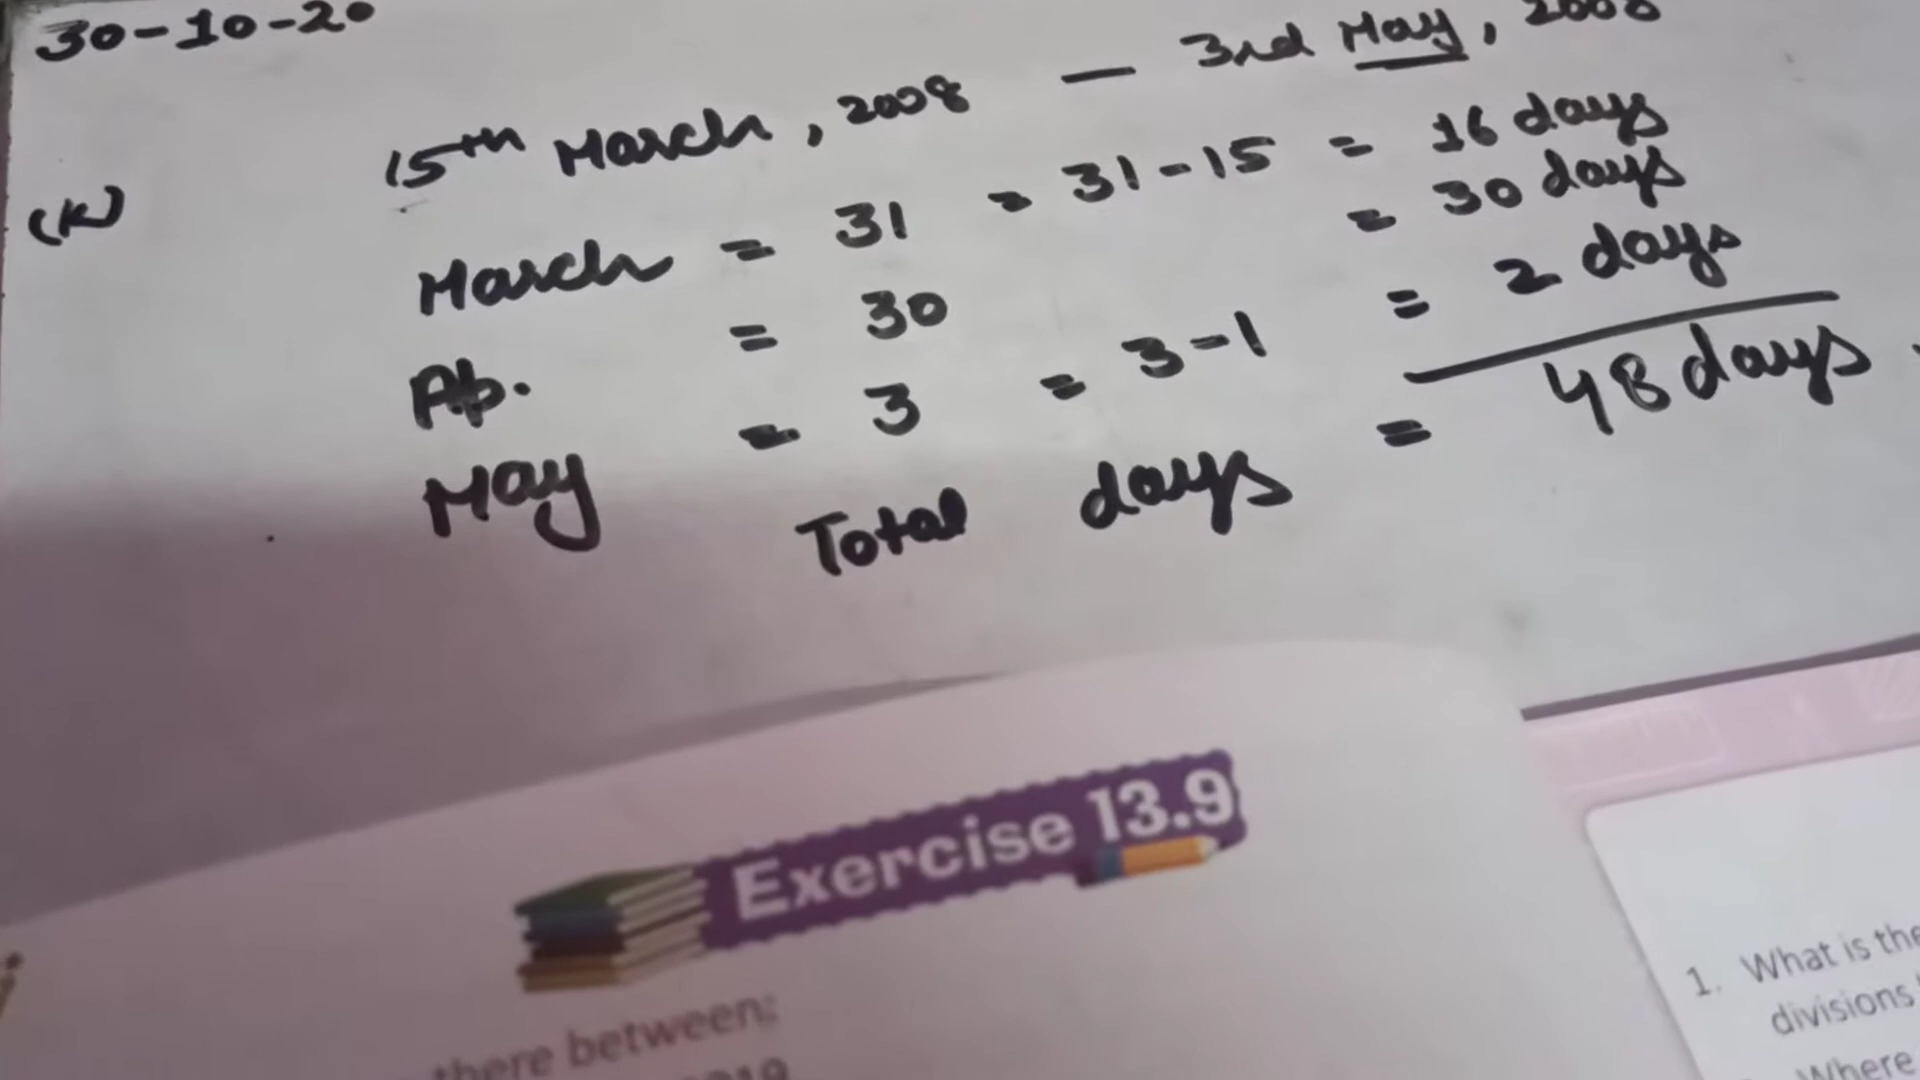 30-10-20
(k) 15th March, 2008 — 3rd May, 2008
March = 31 = 31-15 = 16 days
Ap. = 30 = 30 days
May = 3 = 3-1 = 2 days
Total days = 48 days
Exercise 13.9
there between:
2019
1. What is the
divisions
Where